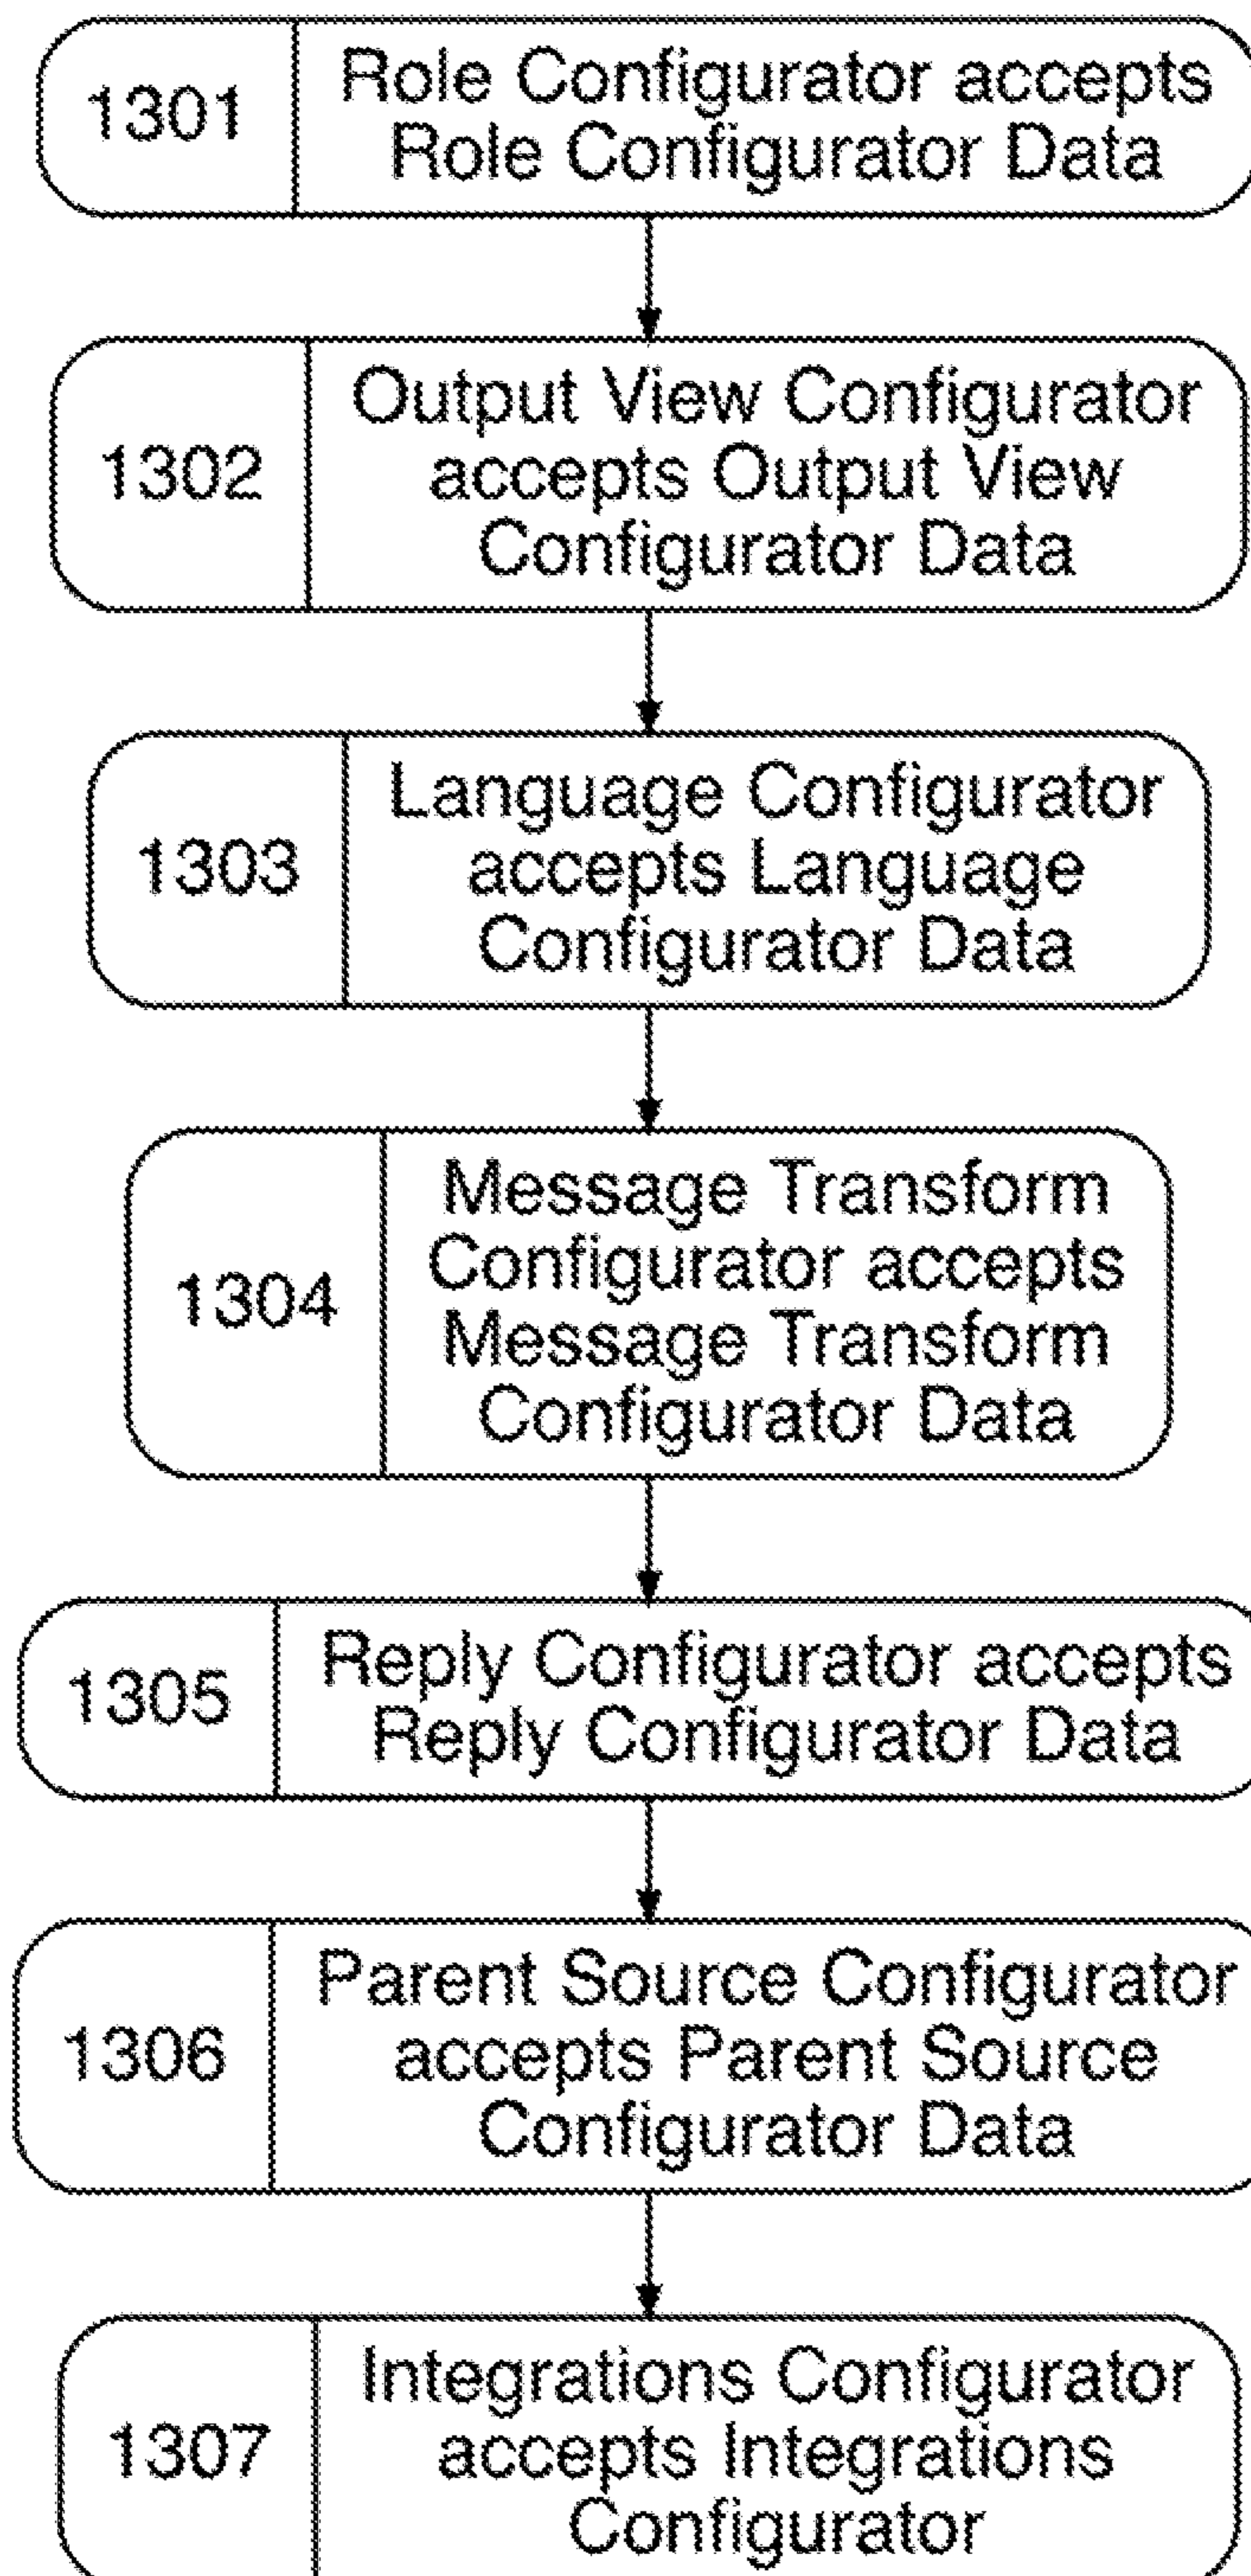 1301
Role Configurator accepts
Role Configurator Data
1302
Output View Configurator
accepts Output View
Configurator Data
1303
Language Configurator
accepts Language
Configurator Data
1304
Message Transform
Configurator accepts
Message Transform
Configurator Data
1305
Reply Configurator accepts
Reply Configurator Data
1306
Parent Source Configurator
accepts Parent Source
Configurator Data
1307
Integrations Configurator
accepts Integrations
Configurator